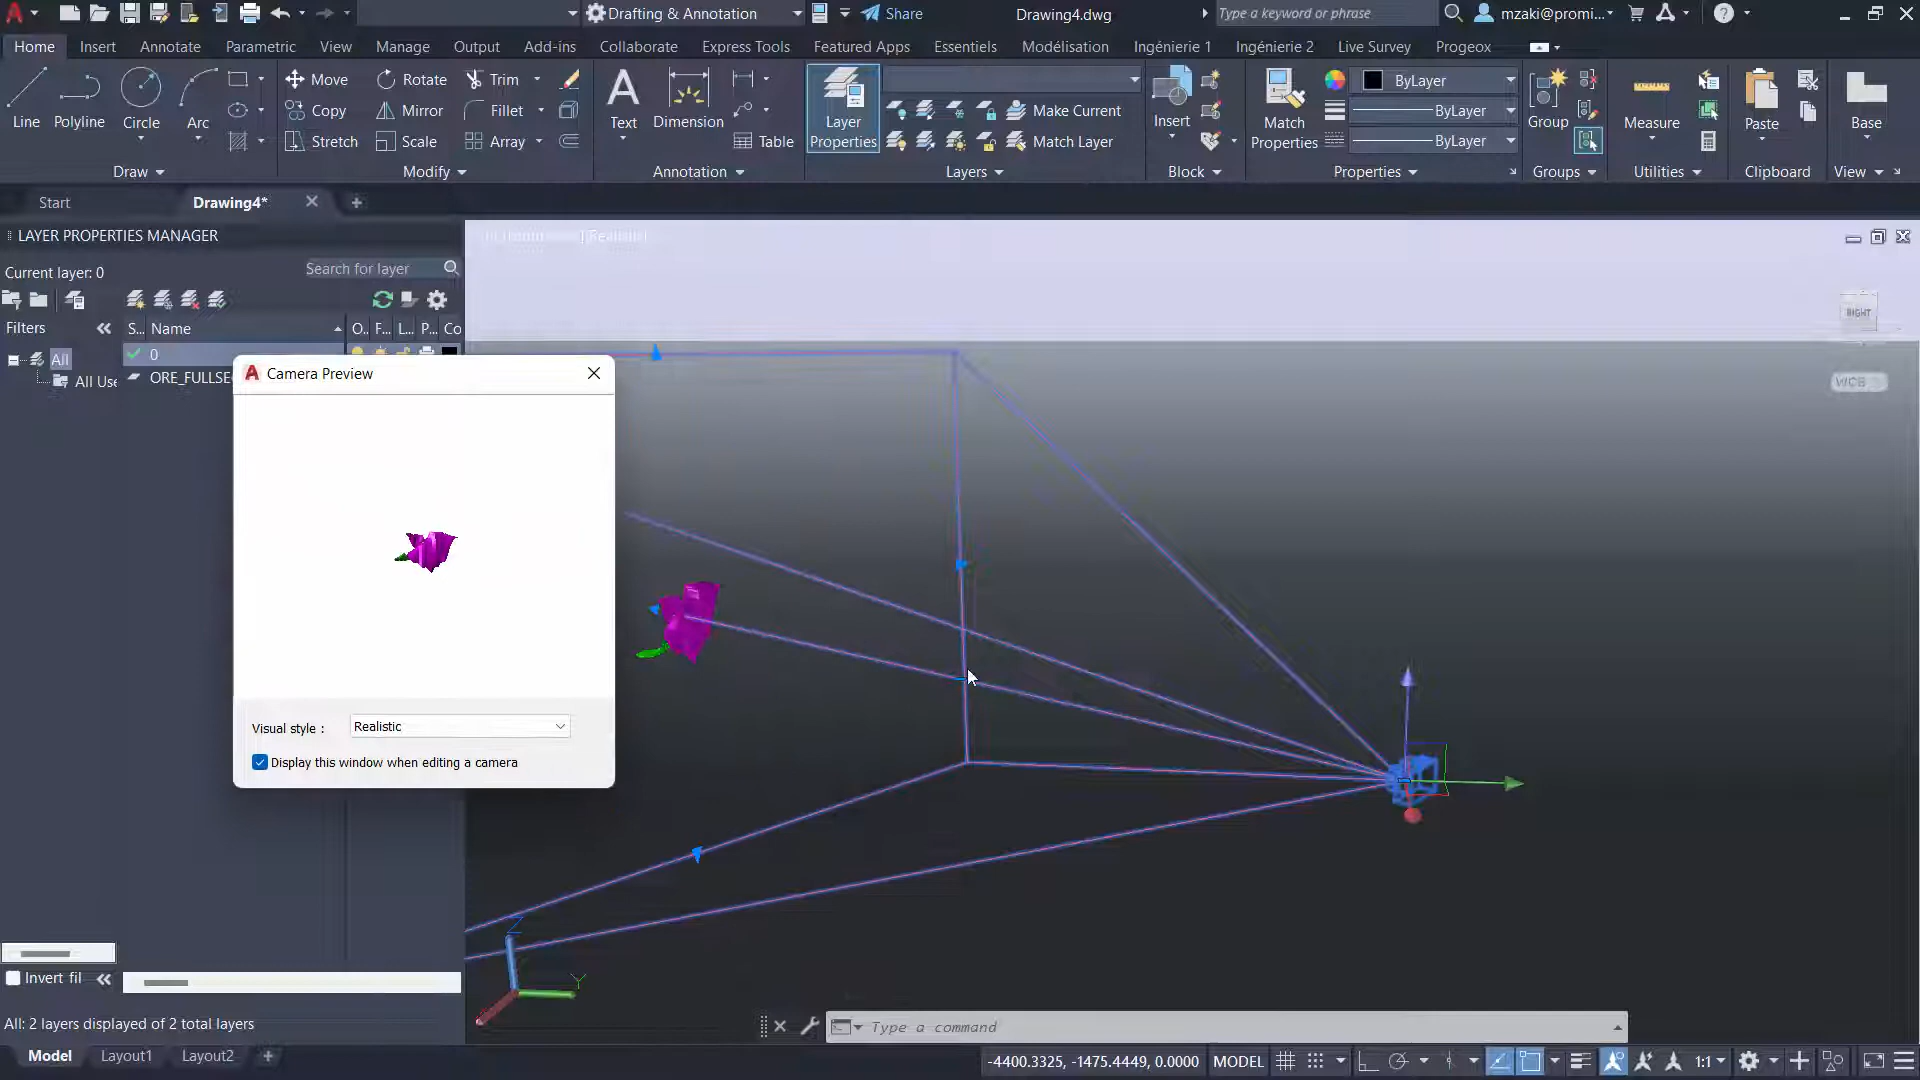 Drafting & Annotation
Share
Drawing4.dwg
Type a keyword or phrase
mzaki@promi...
Home Insert Annotate Parametric View Manage Output Add-ins Collaborate Express Tools Featured Apps Essentiels Modélisation Ingénierie 1 Ingénierie 2 Live Survey Progeox
Line Polyline Circle Arc
Move Rotate Trim
Copy Mirror Fillet
Stretch Scale Array
Text Dimension
Table
Layer Properties
Make Current
Match Layer
Insert
Match Properties
ByLayer
ByLayer
ByLayer
Group Measure Paste Base
Draw Modify Annotation Layers Block Properties Groups Utilities Clipboard View
Start Drawing4*
LAYER PROPERTIES MANAGER
Current layer: 0
Search for layer
Filters
S... Name O. F... L... P... Co
All
0
All Use
ORE_FULLSE
RIGHT
WCS
Camera Preview
Visual style :
Realistic
Display this window when editing a camera
Z
Y
Invert fil
All: 2 layers displayed of 2 total layers
Type a command
Model Layout1 Layout2
-4400.3325, -1475.4449, 0.0000 MODEL
1:1